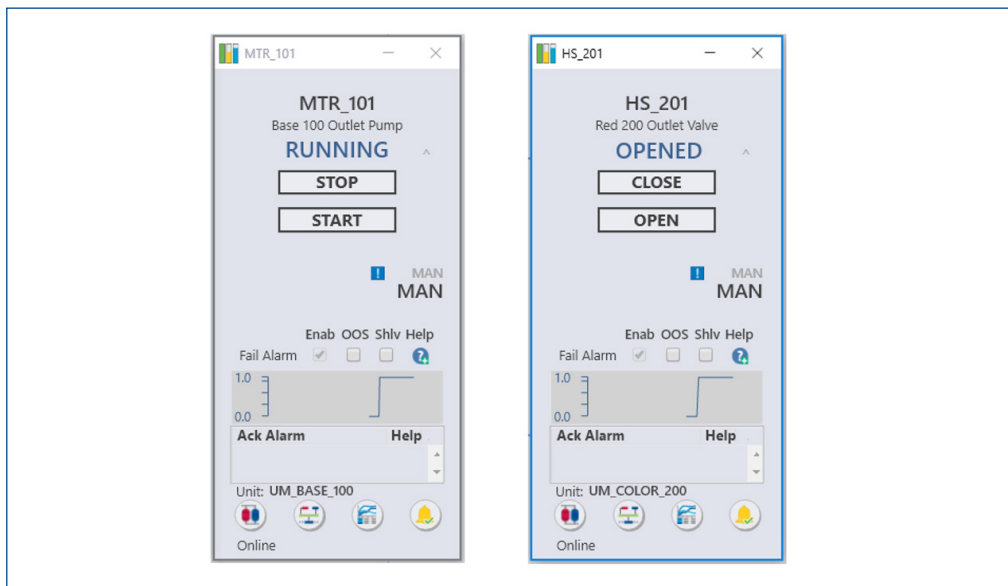 MTR_101
MTR_101
Base 100 Outlet Pump
RUNNING
STOP
START
! MAN
MAN
Enab OOS Shlv Help
Fail Alarm ?
1.0
0.0
Ack Alarm Help
Unit: UM_BASE_100
Online
HS_201
HS_201
Red 200 Outlet Valve
OPENED
CLOSE
OPEN
! MAN
MAN
Enab OOS Shlv Help
Fail Alarm ?
1.0
0.0
Ack Alarm Help
Unit: UM_COLOR_200
Online